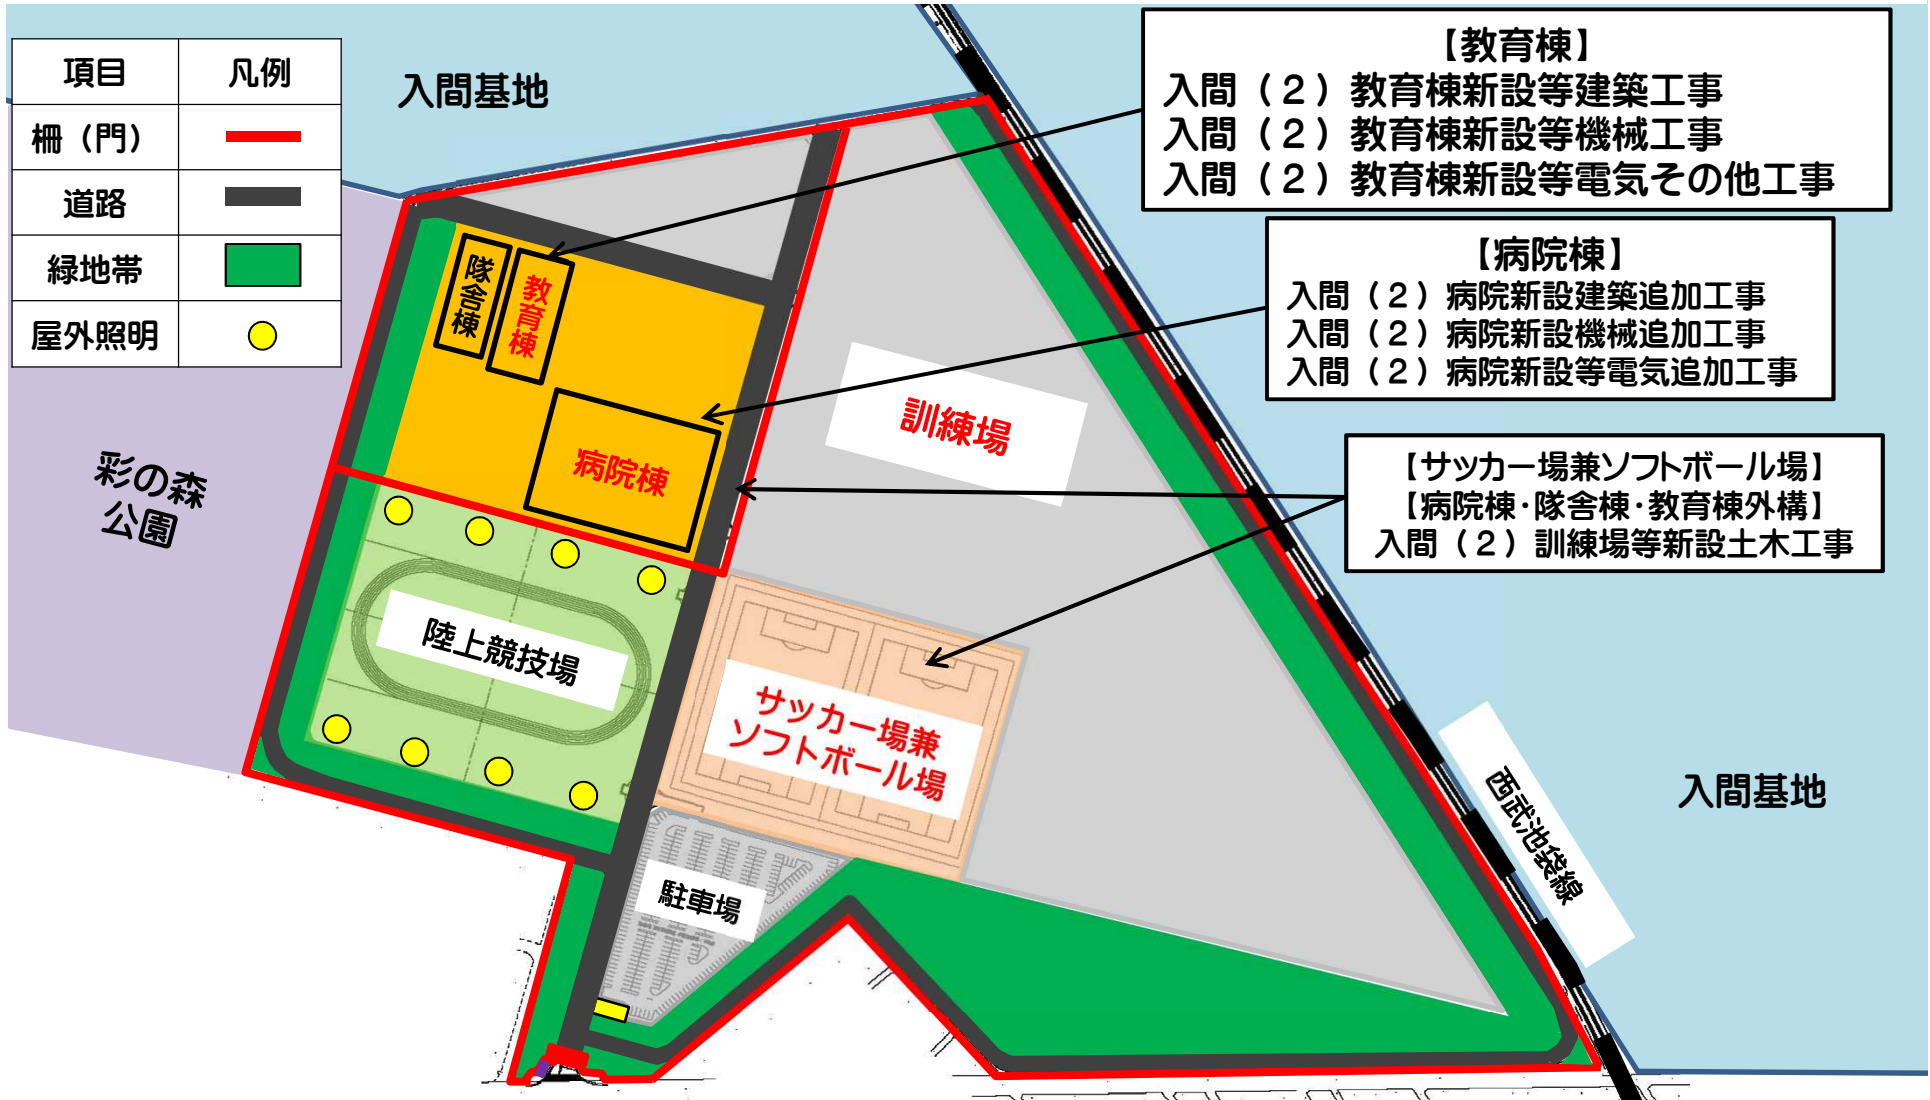 項目 凡例
柵（門）
道路
緑地帯
屋外照明
入間基地
【教育棟】
入間（２）教育棟新設等建築工事
入間（２）教育棟新設等機械工事
入間（２）教育棟新設等電気その他工事
【病院棟】
入間（２）病院新設建築追加工事
入間（２）病院新設機械追加工事
入間（２）病院新設等電気追加工事
【サッカー場兼ソフトボール場】
【病院棟・隊舎棟・教育棟外構】
入間（２）訓練場等新設土木工事
隊舎棟
教育棟
病院棟
訓練場
彩の森
公園
陸上競技場
サッカー場兼
ソフトボール場
駐車場
西武池袋線
入間基地